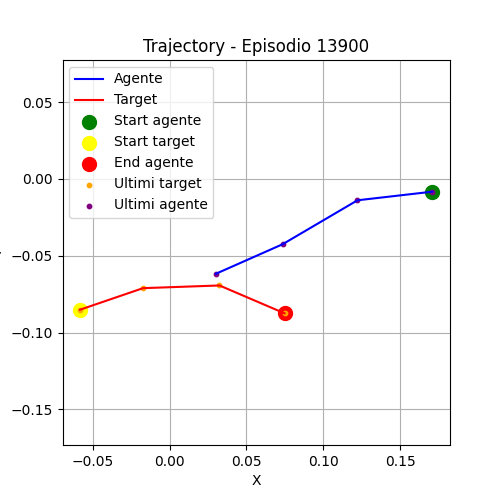 Trajectory - Episodio 13900
Agente
Target
Start agente
Start target
End agente
Ultimi target
Ultimi agente
0.05
0.00
−0.05
−0.10
−0.15
−0.05
0.00
0.05
0.10
0.15
X